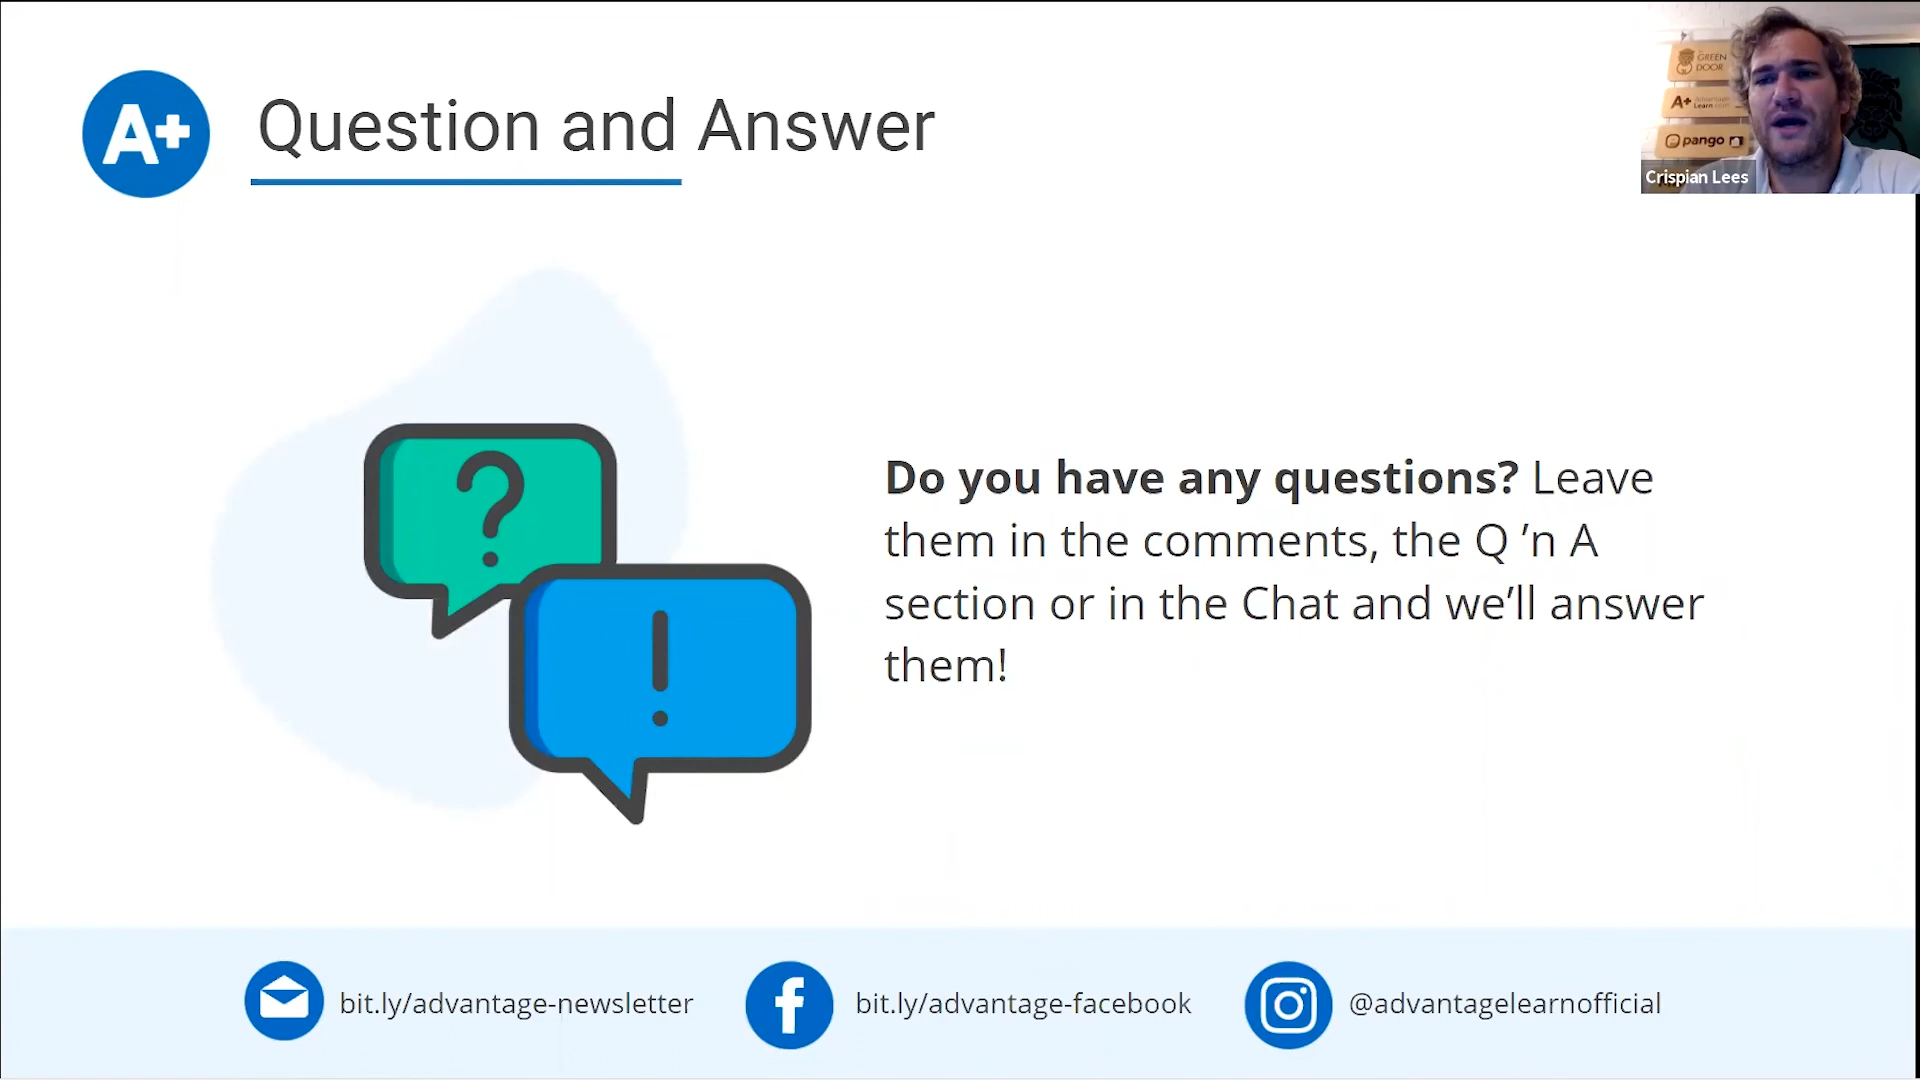 A+
Question and Answer
GREEN
DOOR
A+ Advantage
Learn
pango
Crispian Lees
?
!
Do you have any questions? Leave
them in the comments, the Q ’n A
section or in the Chat and we’ll answer
them!
bit.ly/advantage-newsletter
f
bit.ly/advantage-facebook
@advantagelearnofficial